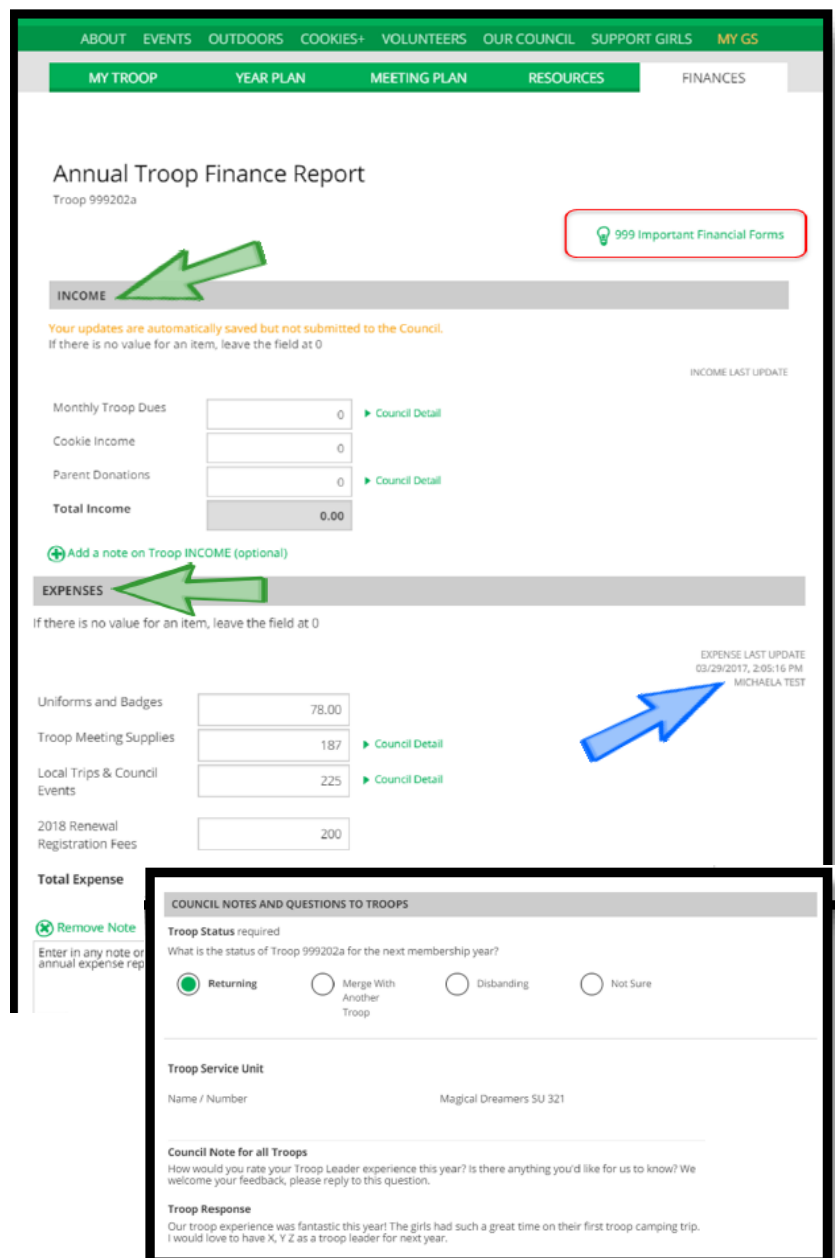 ABOUT EVENTS OUTDOORS COOKIES+ VOLUNTEERS OUR COUNCIL SUPPORT GIRLS MY GS
MY TROOP YEAR PLAN MEETING PLAN RESOURCES FINANCES
Annual Troop Finance Report
Troop 999202a
999 Important Financial Forms
INCOME
Your updates are automatically saved but not submitted to the Council.
If there is no value for an item, leave the field at 0
INCOME LAST UPDATE
Monthly Troop Dues 0 Council Detail
Cookie Income 0
Parent Donations 0 Council Detail
Total Income 0.00
Add a note on Troop INCOME (optional)
EXPENSES
If there is no value for an item, leave the field at 0
EXPENSE LAST UPDATE
03/29/2017, 2:05:16 PM
MICHAELA TEST
Uniforms and Badges 78.00
Troop Meeting Supplies 187 Council Detail
Local Trips & Council
Events 225 Council Detail
2018 Renewal
Registration Fees 200
Total Expense
Remove Note
Enter in any note or
annual expense rep
COUNCIL NOTES AND QUESTIONS TO TROOPS
Troop Status required
What is the status of Troop 999202a for the next membership year?
Returning Merge With Disbanding Not Sure
Another
Troop
Troop Service Unit
Name / Number Magical Dreamers SU 321
Council Note for all Troops
How would you rate your Troop Leader experience this year? Is there anything you'd like for us to know? We
welcome your feedback, please reply to this question.
Troop Response
Our troop experience was fantastic this year! The girls had such a great time on their first troop camping trip.
I would love to have X, Y Z as a troop leader for next year.